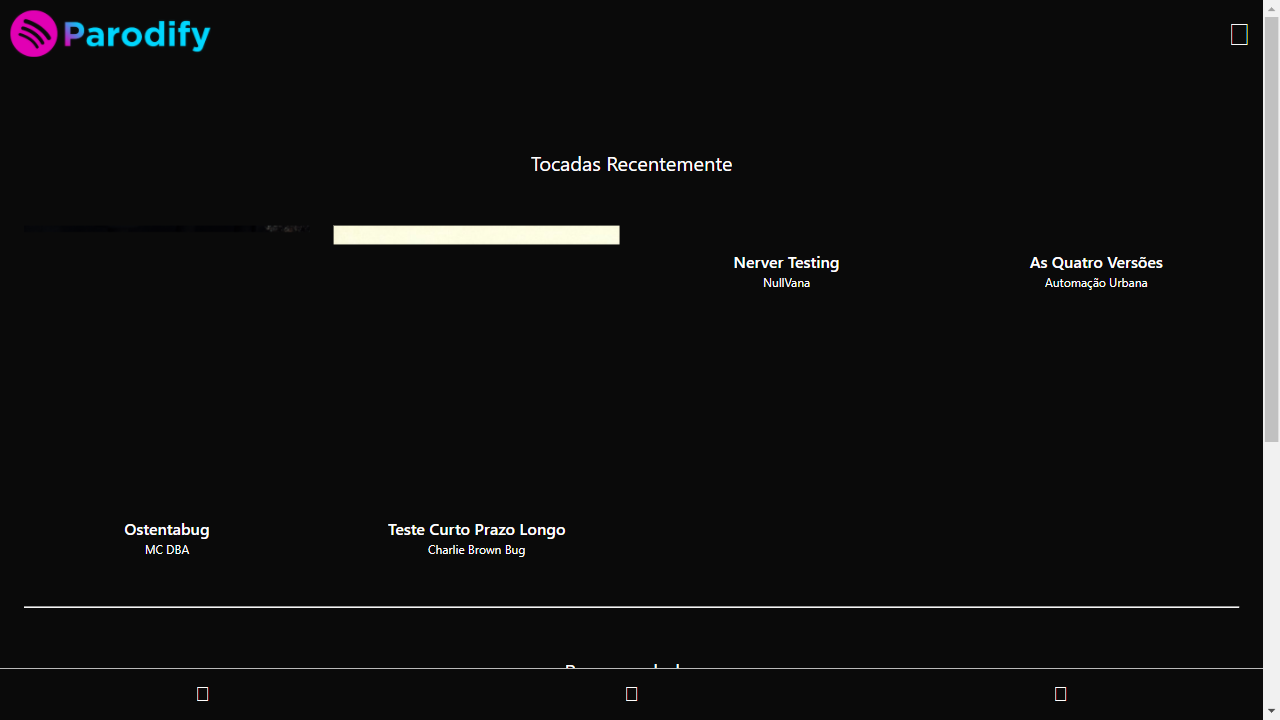 Parodify
Tocadas Recentemente
Nerver Testing
NullVana
As Quatro Versões
Automação Urbana
Ostentabug
MC DBA
Teste Curto Prazo Longo
Charlie Brown Bug